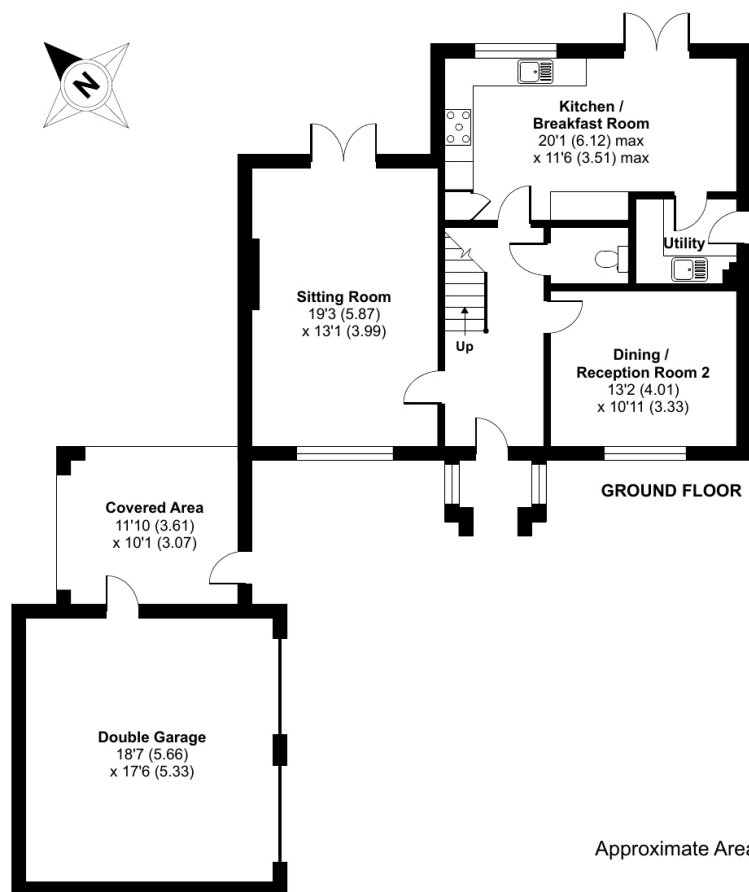 N
Kitchen /
Breakfast Room
20'1 (6.12) max
x 11'6 (3.51) max
Utility
Sitting Room
19'3 (5.87)
x 13'1 (3.99)
Up
Dining /
Reception Room 2
13'2 (4.01)
x 10'11 (3.33)
GROUND FLOOR
Covered Area
11'10 (3.61)
x 10'1 (3.07)
Double Garage
18'7 (5.66)
x 17'6 (5.33)
Approximate Area